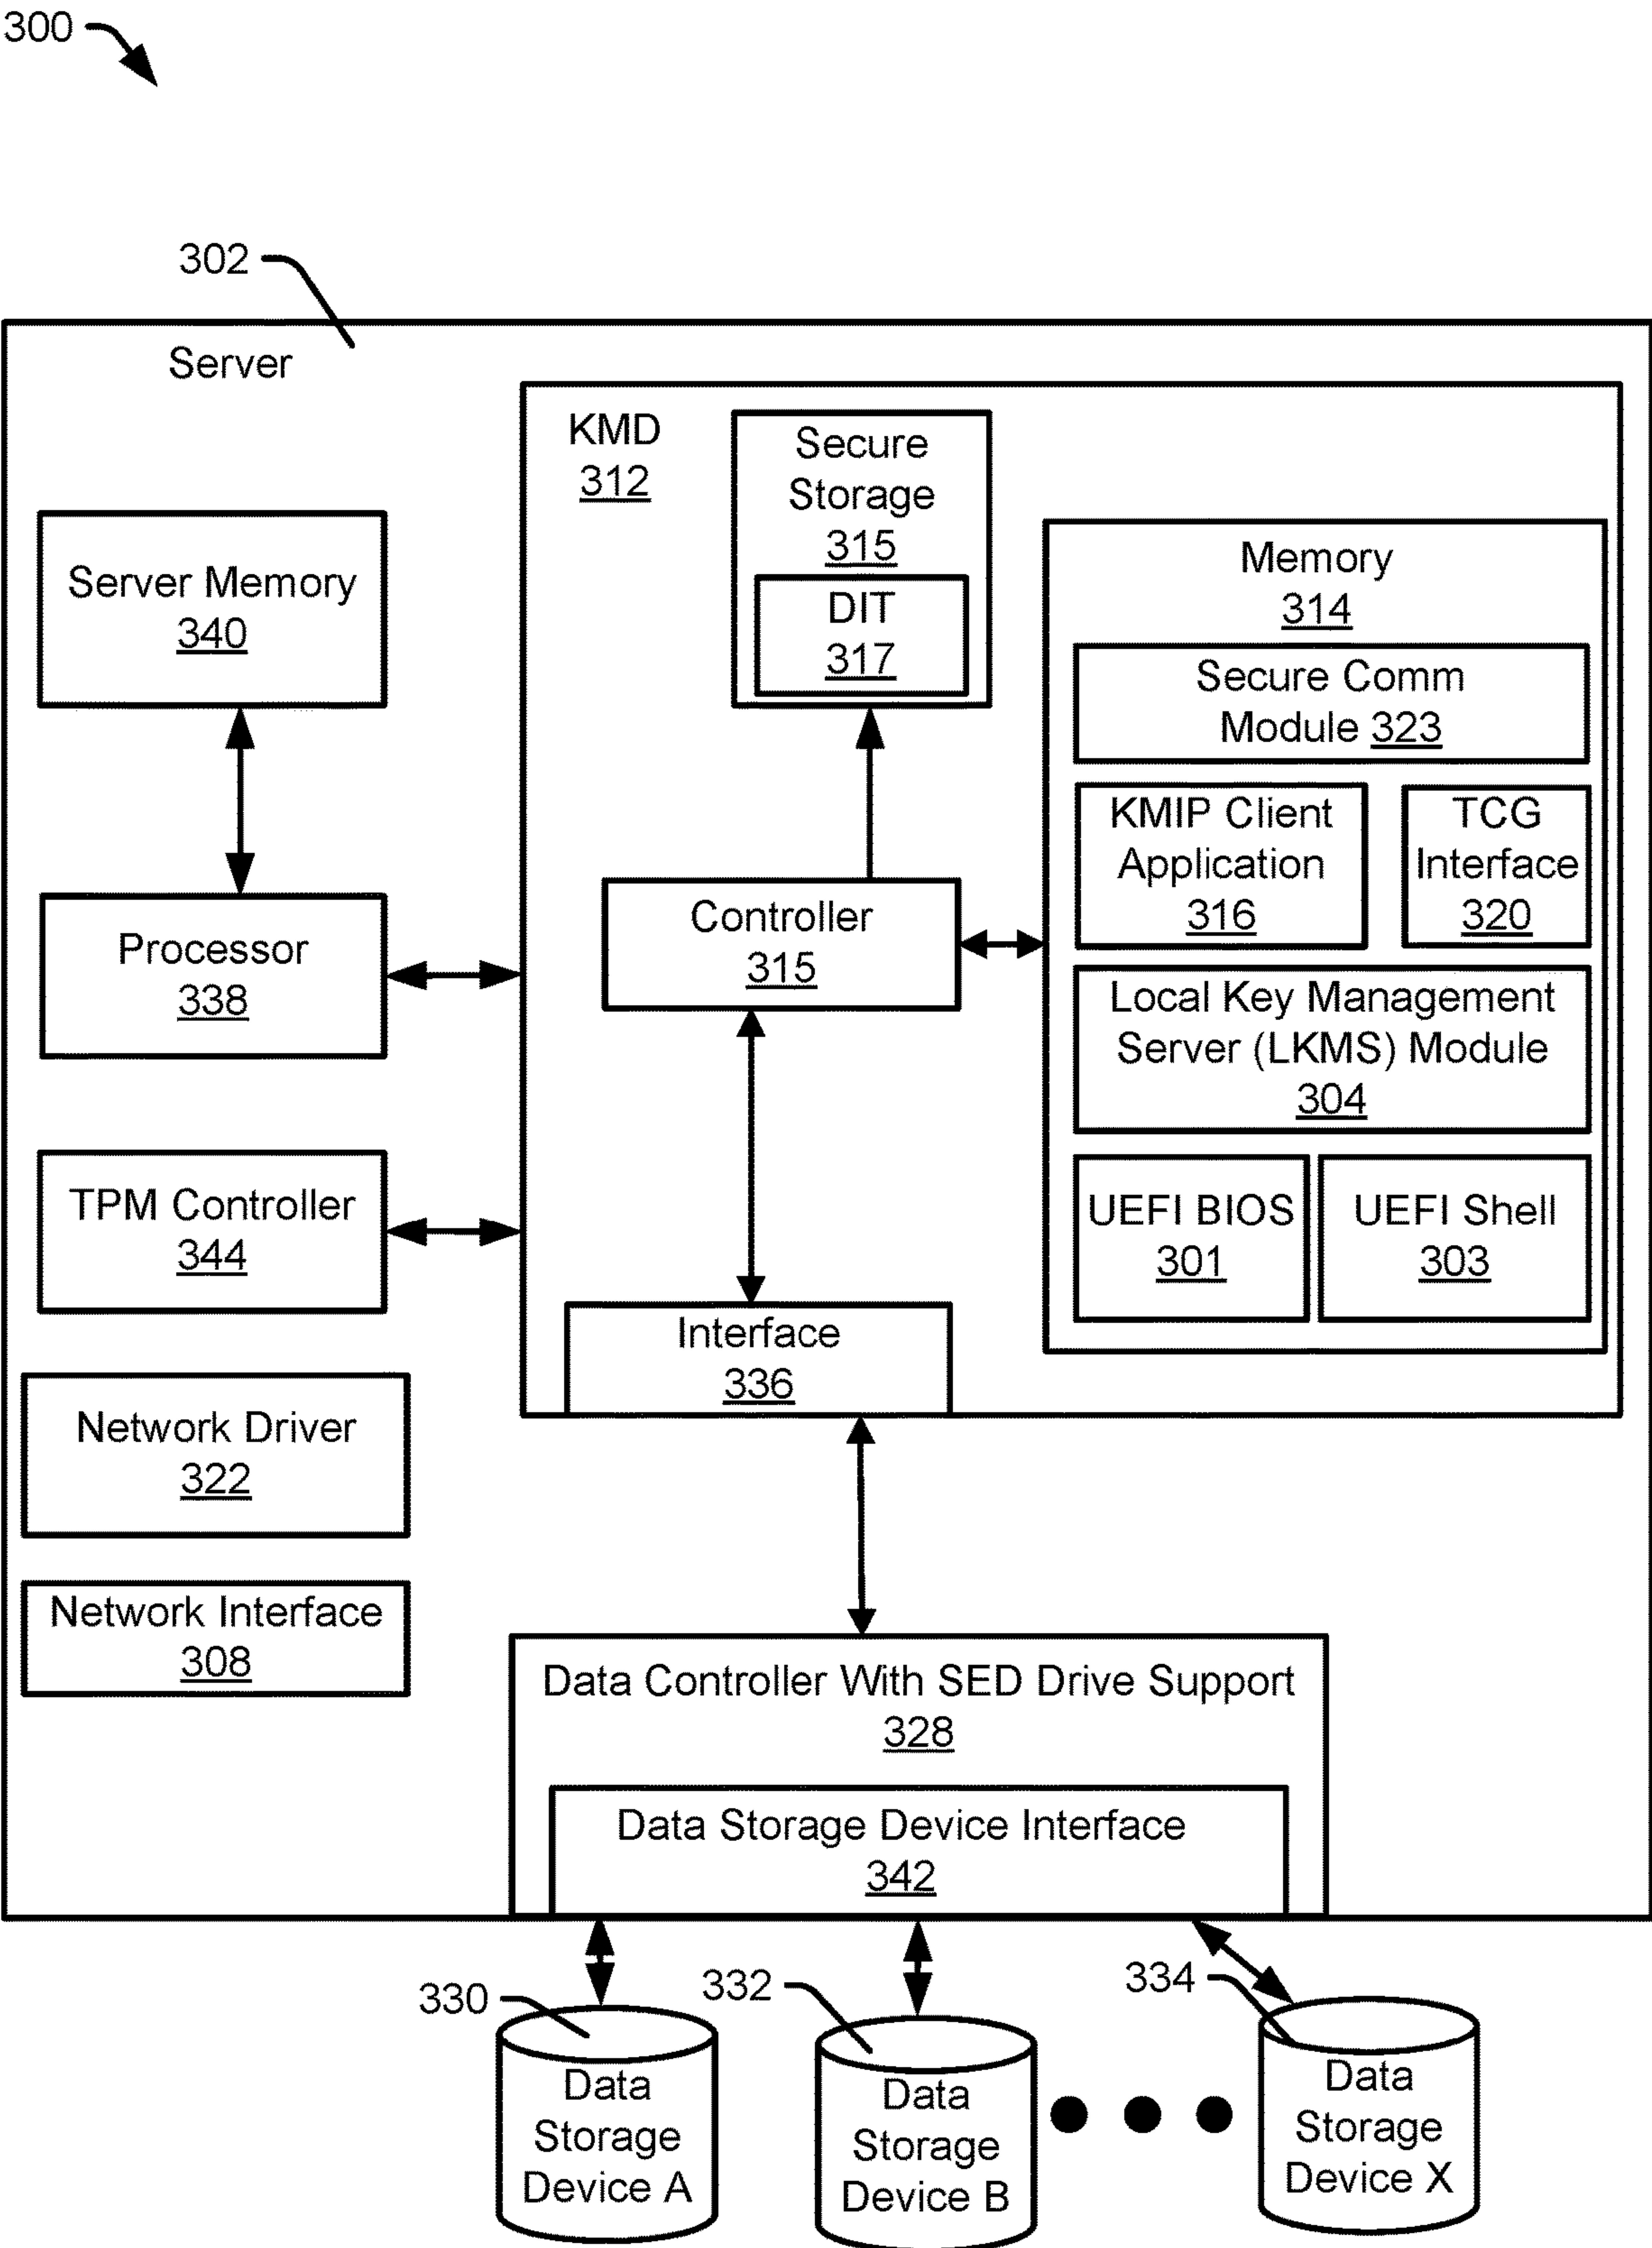 300
302
Server
KMD
312
Secure
Storage
315
DIT
317
Server Memory
340
Memory
314
Secure Comm
Module 323
KMIP Client
Application
316
TCG
Interface
320
Controller
315
Processor
338
Local Key Management
Server (LKMS) Module
304
TPM Controller
344
UEFI BIOS
301
UEFI Shell
303
Interface
336
Network Driver
322
Network Interface
308
Data Controller With SED Drive Support
328
Data Storage Device Interface
342
330
332
334
Data
Storage
Device A
Data
Storage
Device B
Data
Storage
Device X